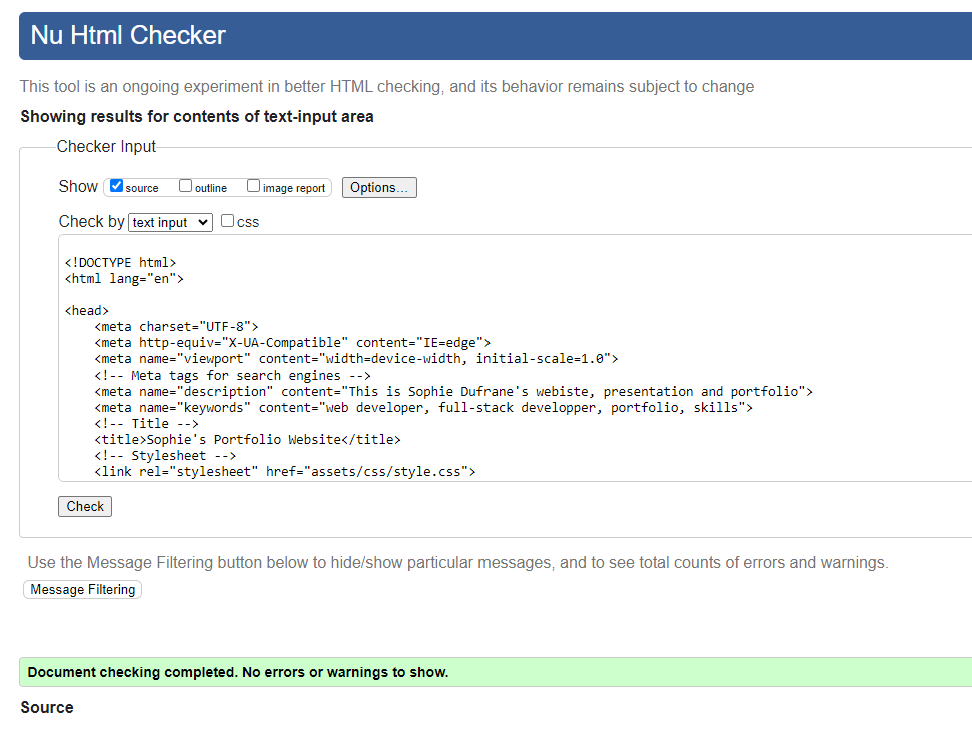 Nu Html Checker
This tool is an ongoing experiment in better HTML checking, and its behavior remains subject to change
Showing results for contents of text-input area
Checker Input
Show source outline image report Options...
Check by text input css
<!DOCTYPE html>
<html lang="en">
<head>
<meta charset="UTF-8">
<meta http-equiv="X-UA-Compatible" content="IE=edge">
<meta name="viewport" content="width=device-width, initial-scale=1.0">
<!-- Meta tags for search engines -->
<meta name="description" content="This is Sophie Dufrane's webiste, presentation and portfolio">
<meta name="keywords" content="web developer, full-stack developper, portfolio, skills">
<!-- Title -->
<title>Sophie's Portfolio Website</title>
<!-- Stylesheet -->
<link rel="stylesheet" href="assets/css/style.css">
Check
Use the Message Filtering button below to hide/show particular messages, and to see total counts of errors and warnings.
Message Filtering
Document checking completed. No errors or warnings to show.
Source